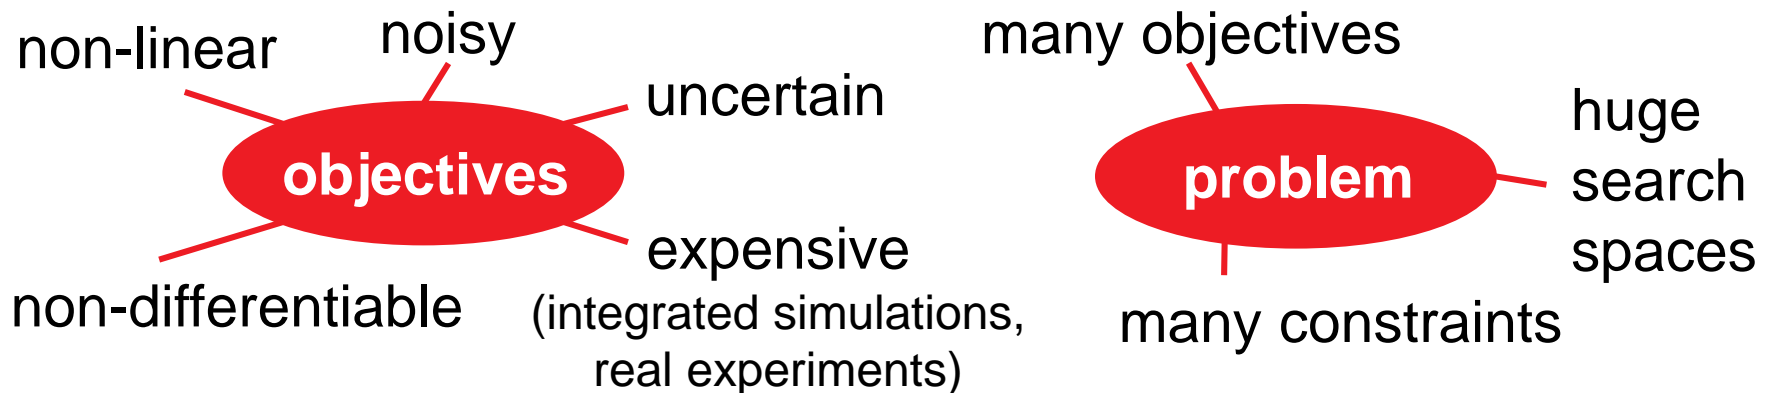 non-linear
noisy
uncertain
objectives
non-differentiable
expensive
(integrated simulations,
real experiments)
many objectives
huge
search
spaces
problem
many constraints